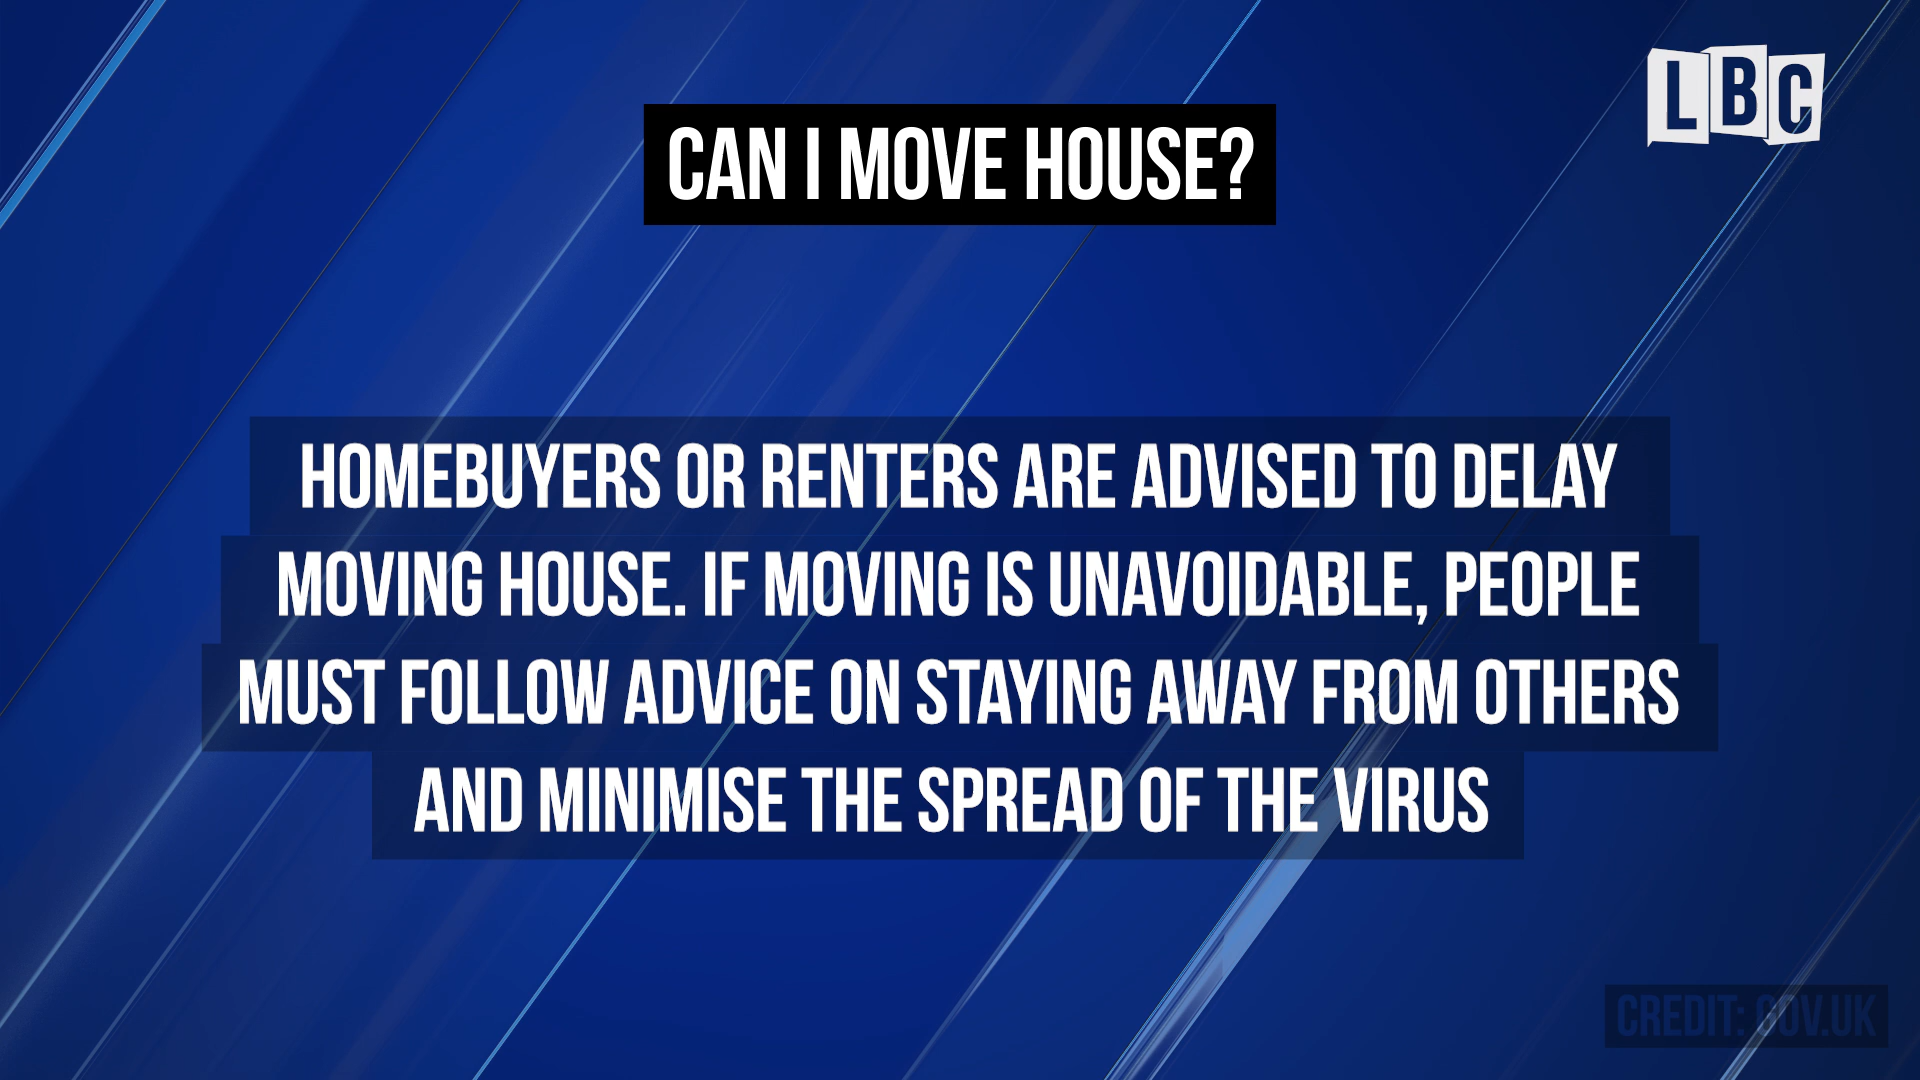 LBC
CAN I MOVE HOUSE?
HOMEBUYERS OR RENTERS ARE ADVISED TO DELAY
MOVING HOUSE. IF MOVING IS UNAVOIDABLE, PEOPLE
MUST FOLLOW ADVICE ON STAYING AWAY FROM OTHERS
AND MINIMISE THE SPREAD OF THE VIRUS
CREDIT: GOV.UK